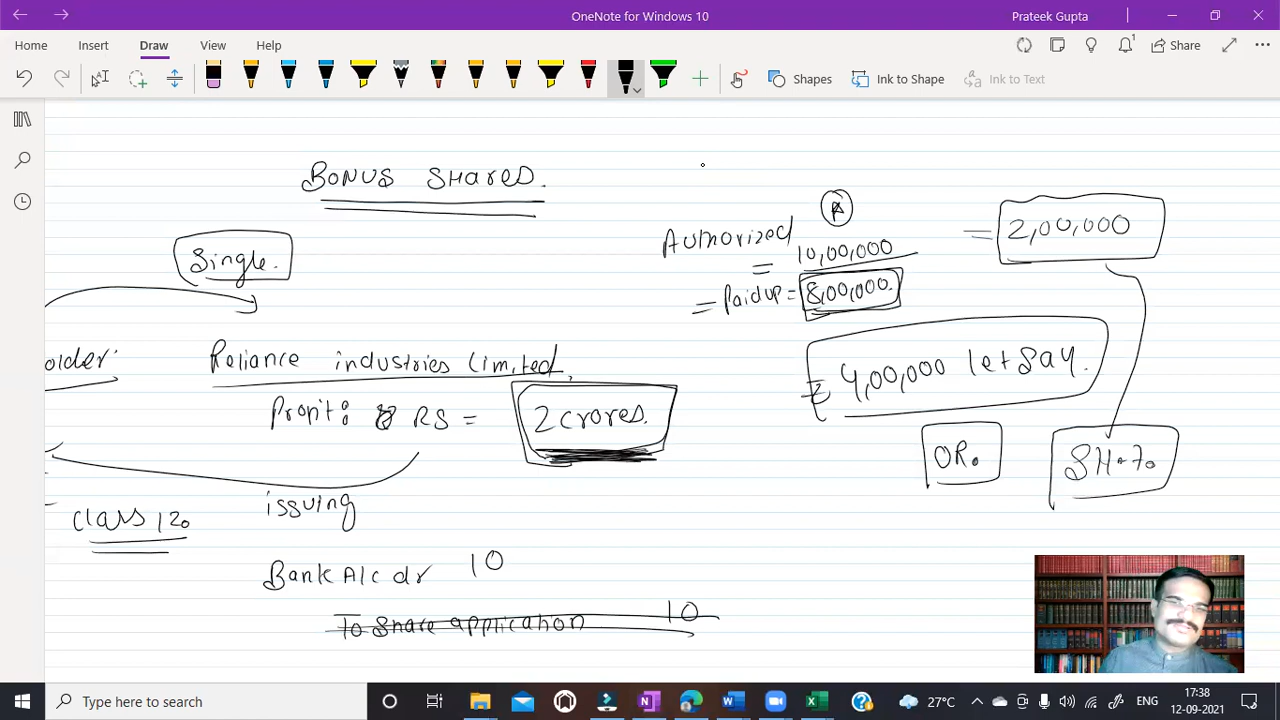 OneNote for Windows 10
Prateek Gupta
Home Insert Draw View Help
Share
Shapes Ink to Shape Ink to Text
BONUS SHares.
Single.
Authorized 10,00,000 = 2,00,000
= Paid up = 8,00,000.
older:
Reliance industries Limited.
4,00,000 let say.
Profit: RS = 2 crores.
OR.
issuing
Class 12.
Bank A/c dr 10
To Share application 10
Type here to search
27°C
ENG
17:38
12-09-2021